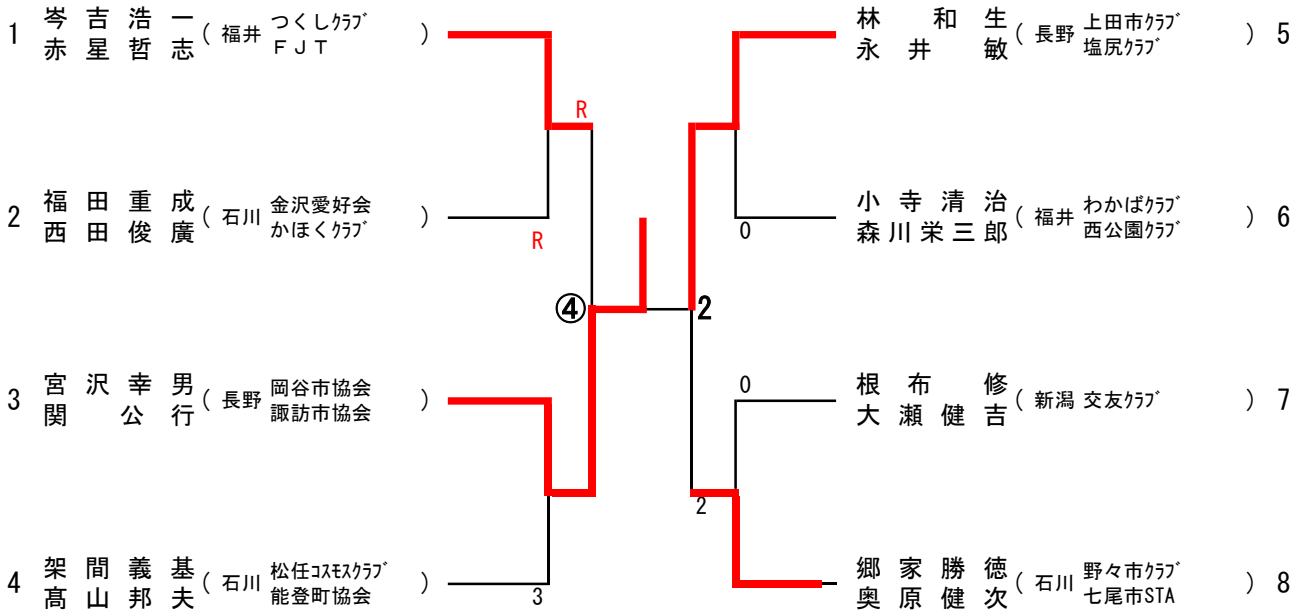 1 岑吉浩一 赤星哲志 ( 福井 つくしｸﾗﾌﾞ ＦＪＴ )
林和生 永井敏 ( 長野 上田市ｸﾗﾌﾞ 塩尻ｸﾗﾌﾞ ) 5
R
2 福田重成 西田俊廣 ( 石川 金沢愛好会 かほくｸﾗﾌﾞ )
R
0
小寺清治 森川栄三郎 ( 福井 わかばｸﾗﾌﾞ 西公園ｸﾗﾌﾞ ) 6
④ 2
3 宮沢幸男 関公行 ( 長野 岡谷市協会 諏訪市協会 )
0
根布修 大瀬健吉 ( 新潟 交友ｸﾗﾌﾞ ) 7
2
4 架間義基 髙山邦夫 ( 石川 松任ｺｽﾓｽｸﾗﾌﾞ 能登町協会 )
3
郷家勝徳 奥原健次 ( 石川 野々市ｸﾗﾌﾞ 七尾市STA ) 8